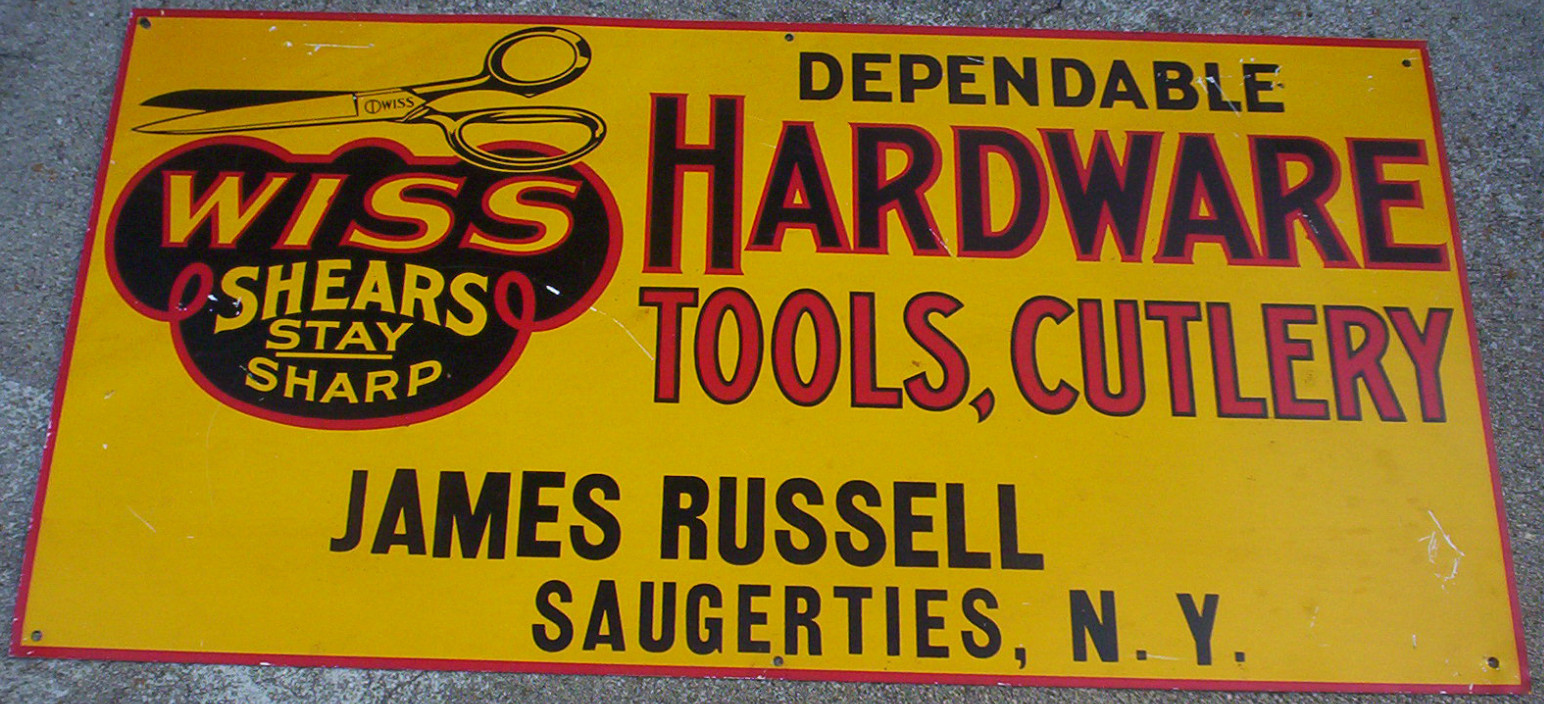 WISS
WISS
SHEARS
STAY
SHARP
DEPENDABLE
HARDWARE
TOOLS, CUTLERY
JAMES RUSSELL
SAUGERTIES, N. Y.